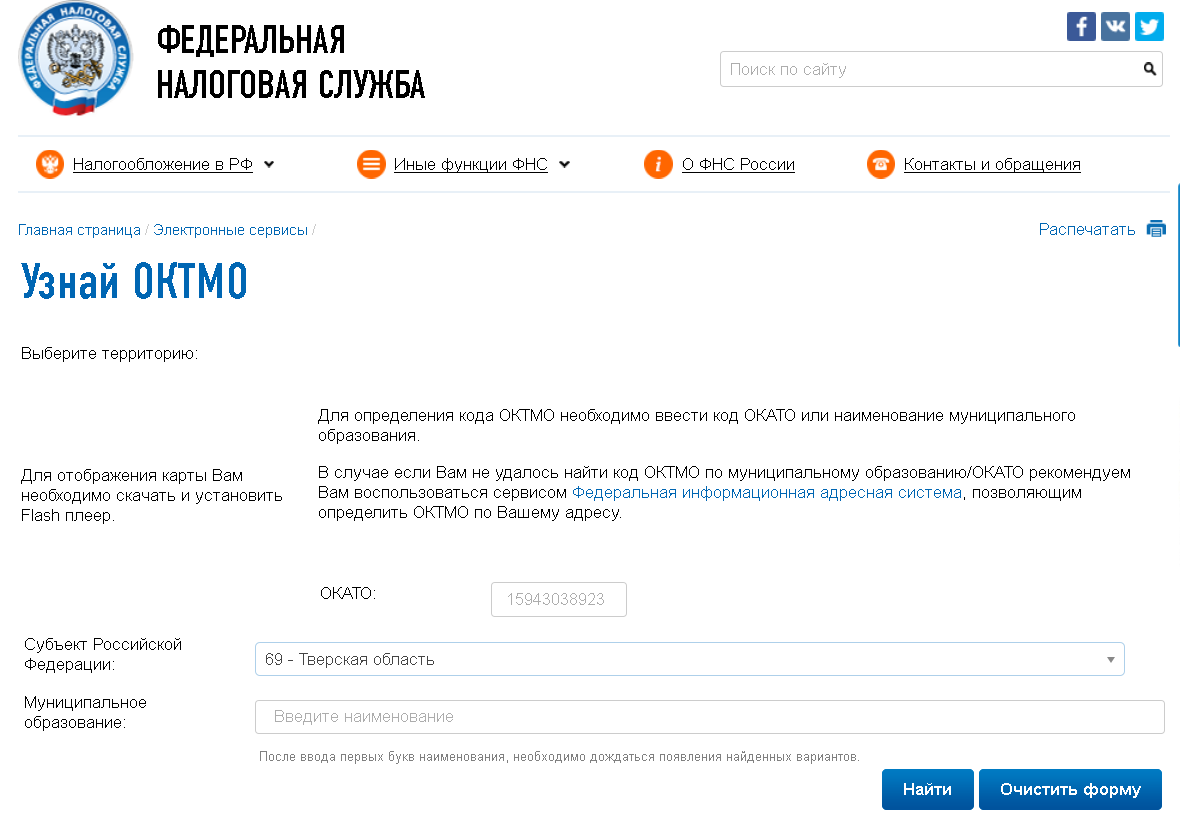 ФЕДЕРАЛЬНАЯ НАЛОГОВАЯ СЛУЖБА
ФЕДЕРАЛЬНАЯ
НАЛОГОВАЯ СЛУЖБА
Поиск по сайту
Налогообложение в РФ
Иные функции ФНС
О ФНС России
Контакты и обращения
Главная страница / Электронные сервисы /
Распечатать
Узнай ОКТМО
Выберите территорию:
Для отображения карты Вам
необходимо скачать и установить
Flash плеер.
Для определения кода ОКТМО необходимо ввести код ОКАТО или наименование муниципального
образования.
В случае если Вам не удалось найти код ОКТМО по муниципальному образованию/ОКАТО рекомендуем
Вам воспользоваться сервисом Федеральная информационная адресная система, позволяющим
определить ОКТМО по Вашему адресу.
ОКАТО:
15943038923
Субъект Российской
Федерации:
69 - Тверская область
Муниципальное
образование:
Введите наименование
После ввода первых букв наименования, необходимо дождаться появления найденных вариантов.
Найти
Очистить форму